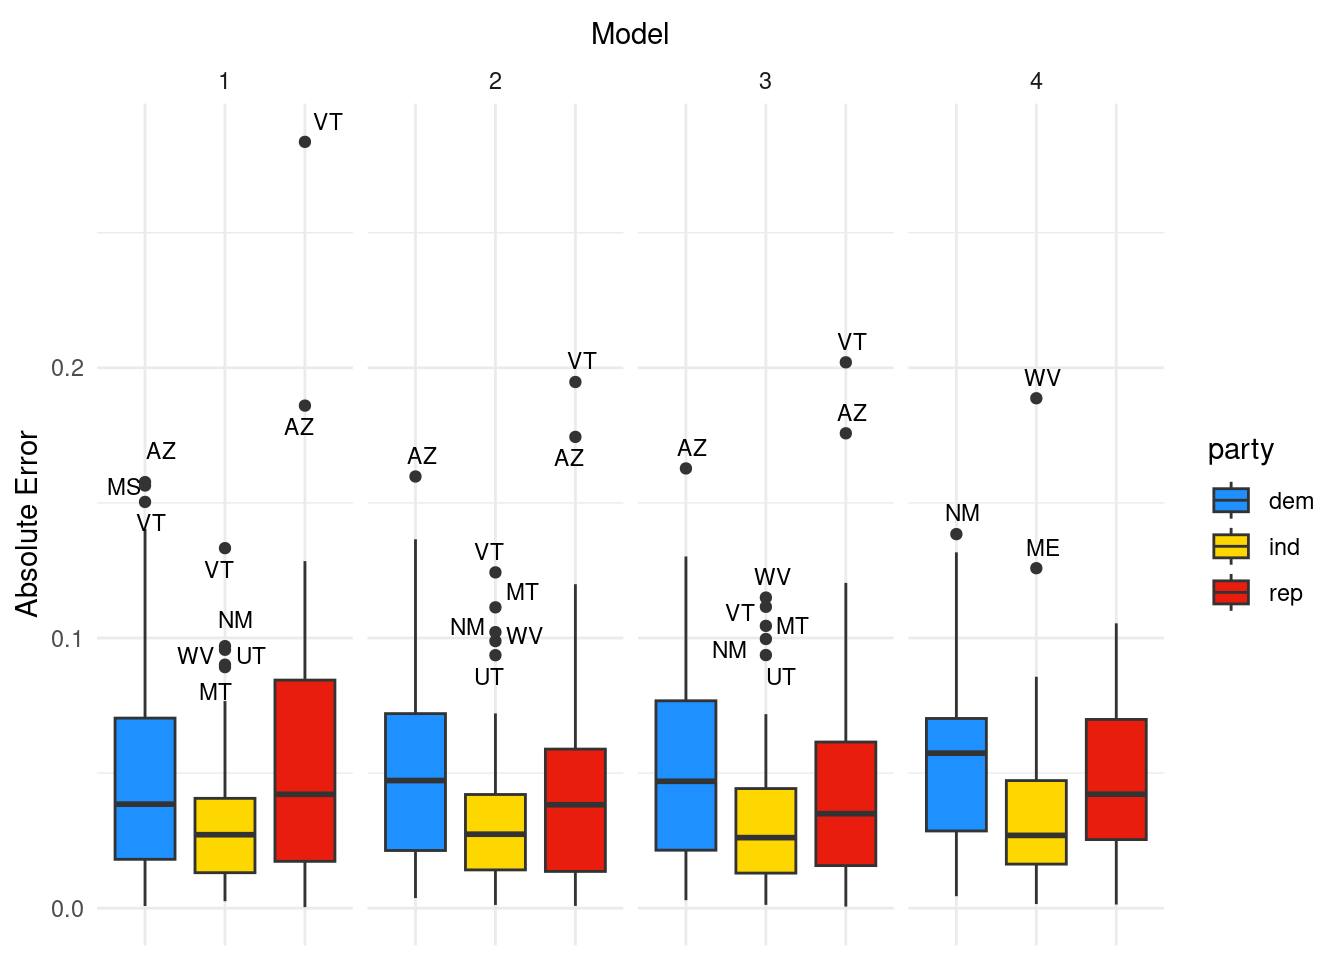 Model
1 2 3 4
VT
VT
VT
WV
AZ
AZ
AZ
AZ
AZ
AZ
MS
VT
NM
VT
VT
ME
WV
MT
VT
MT
NM
WV
NM
UT
UT
NM
WV
UT
MT
0.2
0.1
0.0
Absolute Error
party
dem
ind
rep